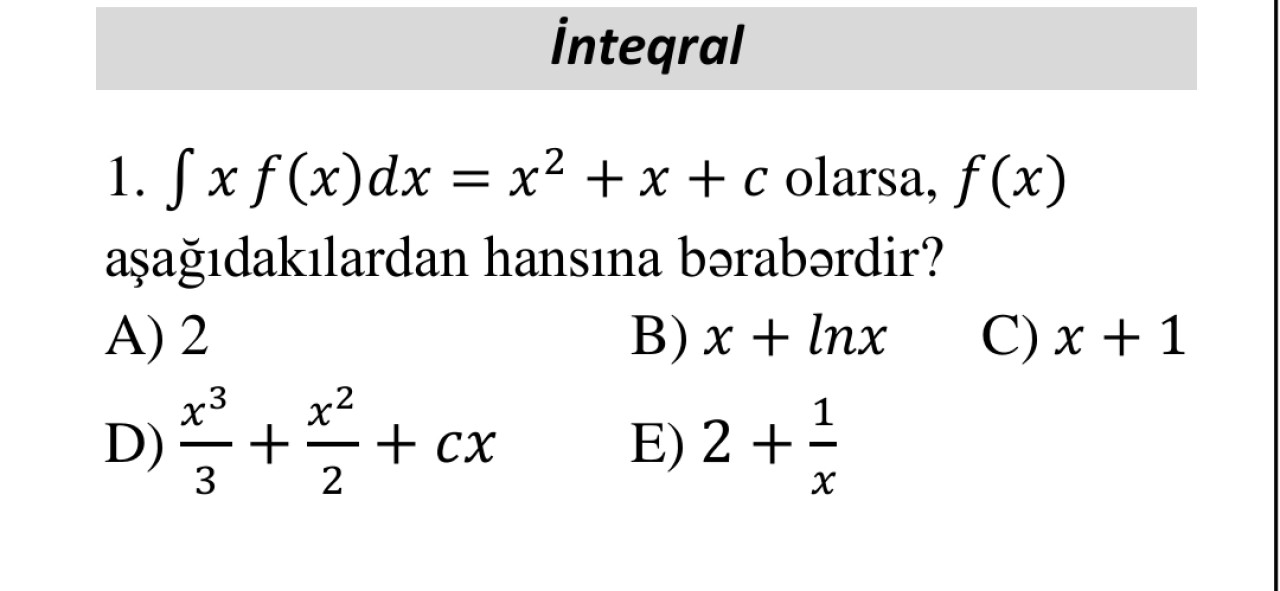 İnteqral
1. ∫ x f(x)dx = x² + x + c olarsa, f(x)
aşağıdakılardan hansına bərabərdir?
A) 2 B) x + lnx C) x + 1
D) x³/3 + x²/2 + cx E) 2 + 1/x